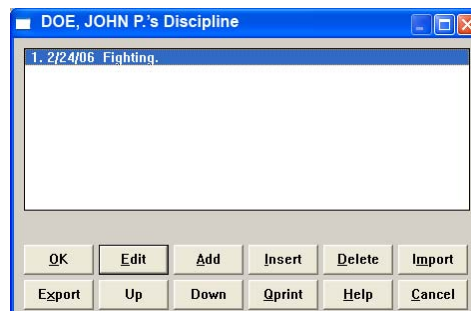 DOE, JOHN P.'s Discipline
1. 2/24/06 Fighting.
OK Edit Add Insert Delete Import
Export Up Down Qprint Help Cancel